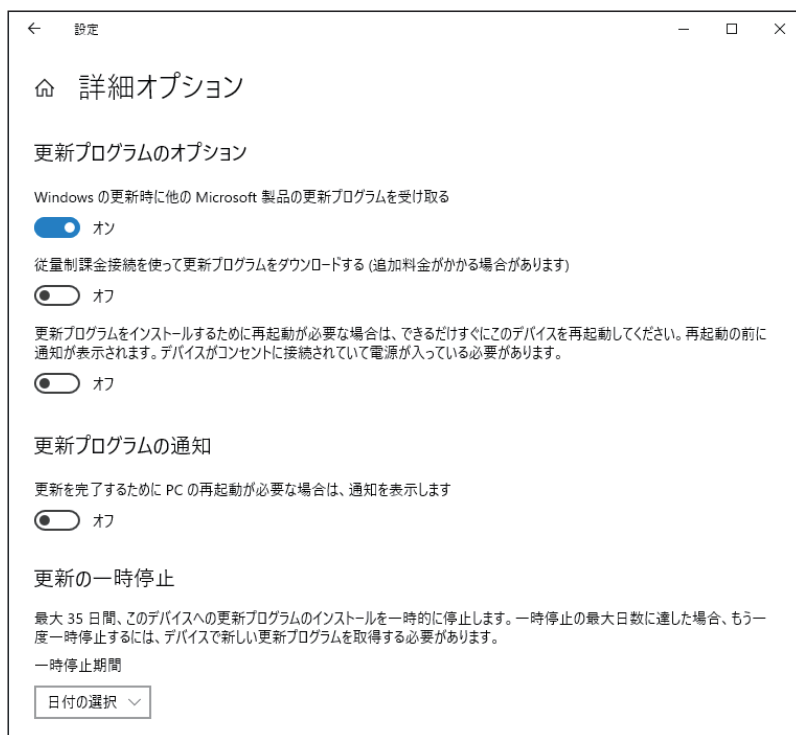 設定
詳細オプション
更新プログラムのオプション
Windows の更新時に他の Microsoft 製品の更新プログラムを受け取る
オン
従量制課金接続を使って更新プログラムをダウンロードする (追加料金がかかる場合があります)
オフ
更新プログラムをインストールするために再起動が必要な場合は、できるだけすぐにこのデバイスを再起動してください。再起動の前に
通知が表示されます。デバイスがコンセントに接続されていて電源が入っている必要があります。
オフ
更新プログラムの通知
更新を完了するために PC の再起動が必要な場合は、通知を表示します
オフ
更新の一時停止
最大 35 日間、このデバイスへの更新プログラムのインストールを一時的に停止します。一時停止の最大日数に達した場合、もう一
度一時停止するには、デバイスで新しい更新プログラムを取得する必要があります。
一時停止期間
日付の選択